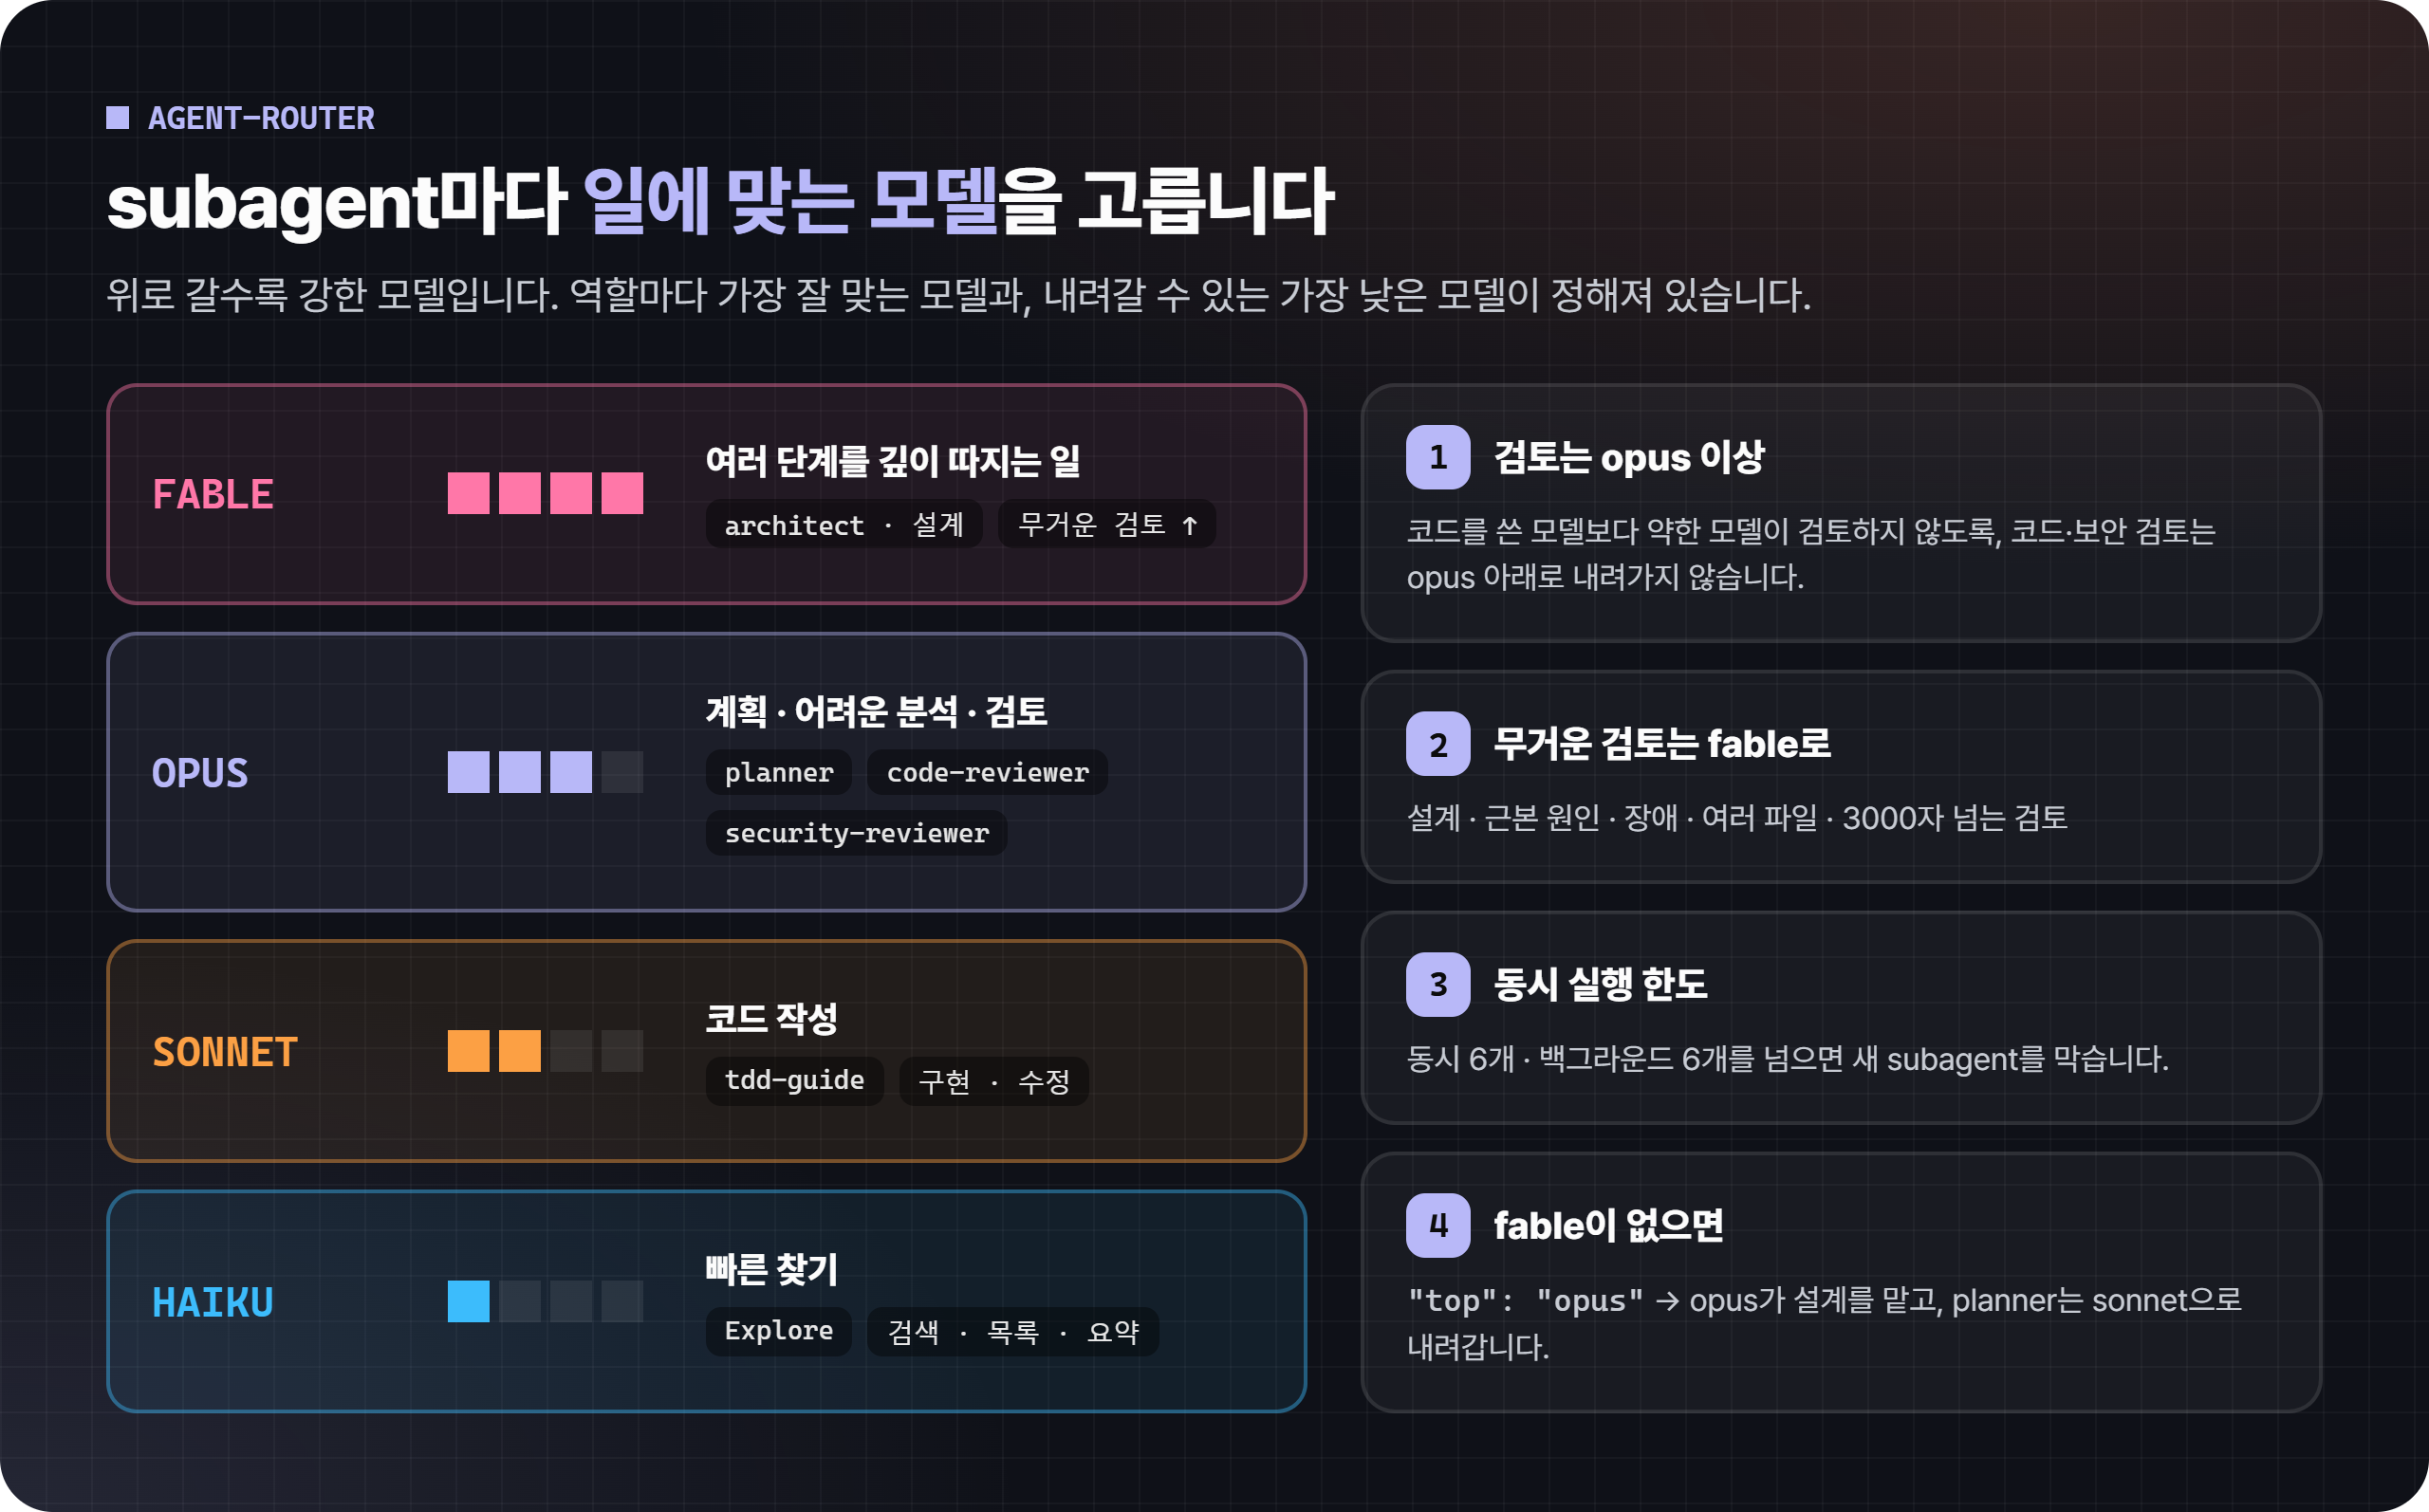 AGENT-ROUTER
subagent마다 일에 맞는 모델을 고릅니다
위로 갈수록 강한 모델입니다. 역할마다 가장 잘 맞는 모델과, 내려갈 수 있는 가장 낮은 모델이 정해져 있습니다.
FABLE
여러 단계를 깊이 따지는 일
architect · 설계
무거운 검토 ↑
OPUS
계획 · 어려운 분석 · 검토
planner
code-reviewer
security-reviewer
SONNET
코드 작성
tdd-guide
구현 · 수정
HAIKU
빠른 찾기
Explore
검색 · 목록 · 요약
1 검토는 opus 이상
코드를 쓴 모델보다 약한 모델이 검토하지 않도록, 코드·보안 검토는
opus 아래로 내려가지 않습니다.
2 무거운 검토는 fable로
설계 · 근본 원인 · 장애 · 여러 파일 · 3000자 넘는 검토
3 동시 실행 한도
동시 6개 · 백그라운드 6개를 넘으면 새 subagent를 막습니다.
4 fable이 없으면
"top": "opus" → opus가 설계를 맡고, planner는 sonnet으로
내려갑니다.